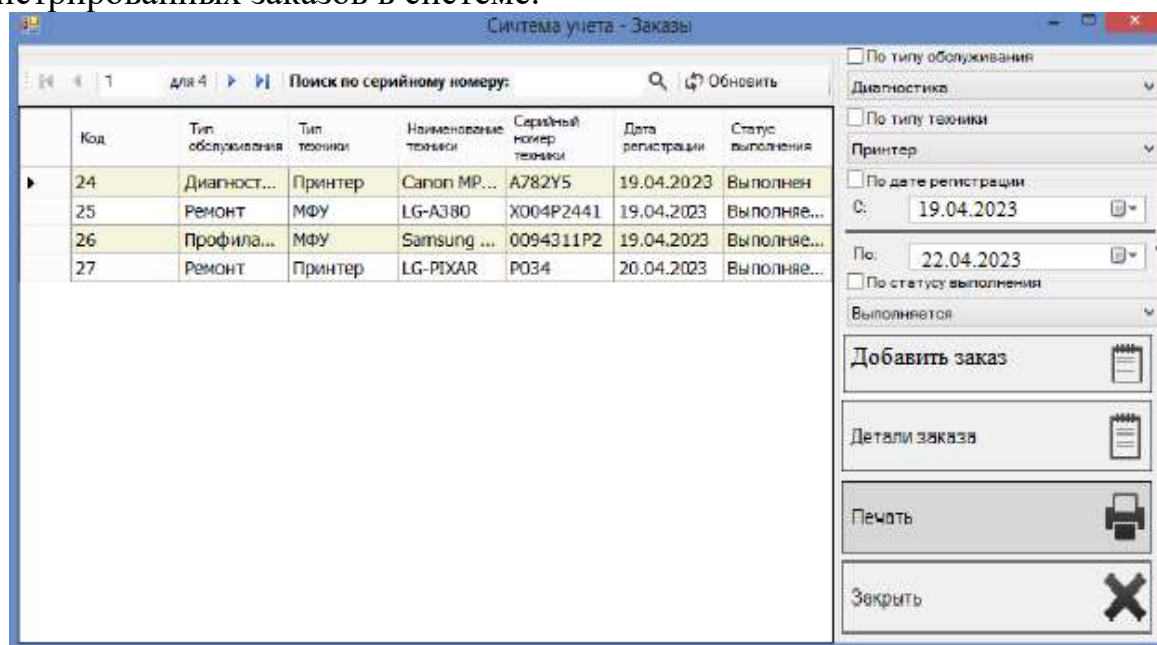 стрированных заказов в системе.
Система учета - Заказы
1 для 4 Поиск по серийному номеру: Обновить
Код Тип обслуживания Тип техники Наименование техники Серийный номер техники Дата регистрации Статус выполнения
24 Диагност... Принтер Canon MP... A782Y5 19.04.2023 Выполнен
25 Ремонт МФУ LG-A380 X004P2441 19.04.2023 Выполняе...
26 Профила... МФУ Samsung ... 0094311P2 19.04.2023 Выполняе...
27 Ремонт Принтер LG-PIXAR P034 20.04.2023 Выполняе...
По типу обслуживания
Диагностика
По типу техники
Принтер
По дате регистрации
С: 19.04.2023
По: 22.04.2023
По статусу выполнения
Выполняется
Добавить заказ
Детали заказа
Печать
Закрыть